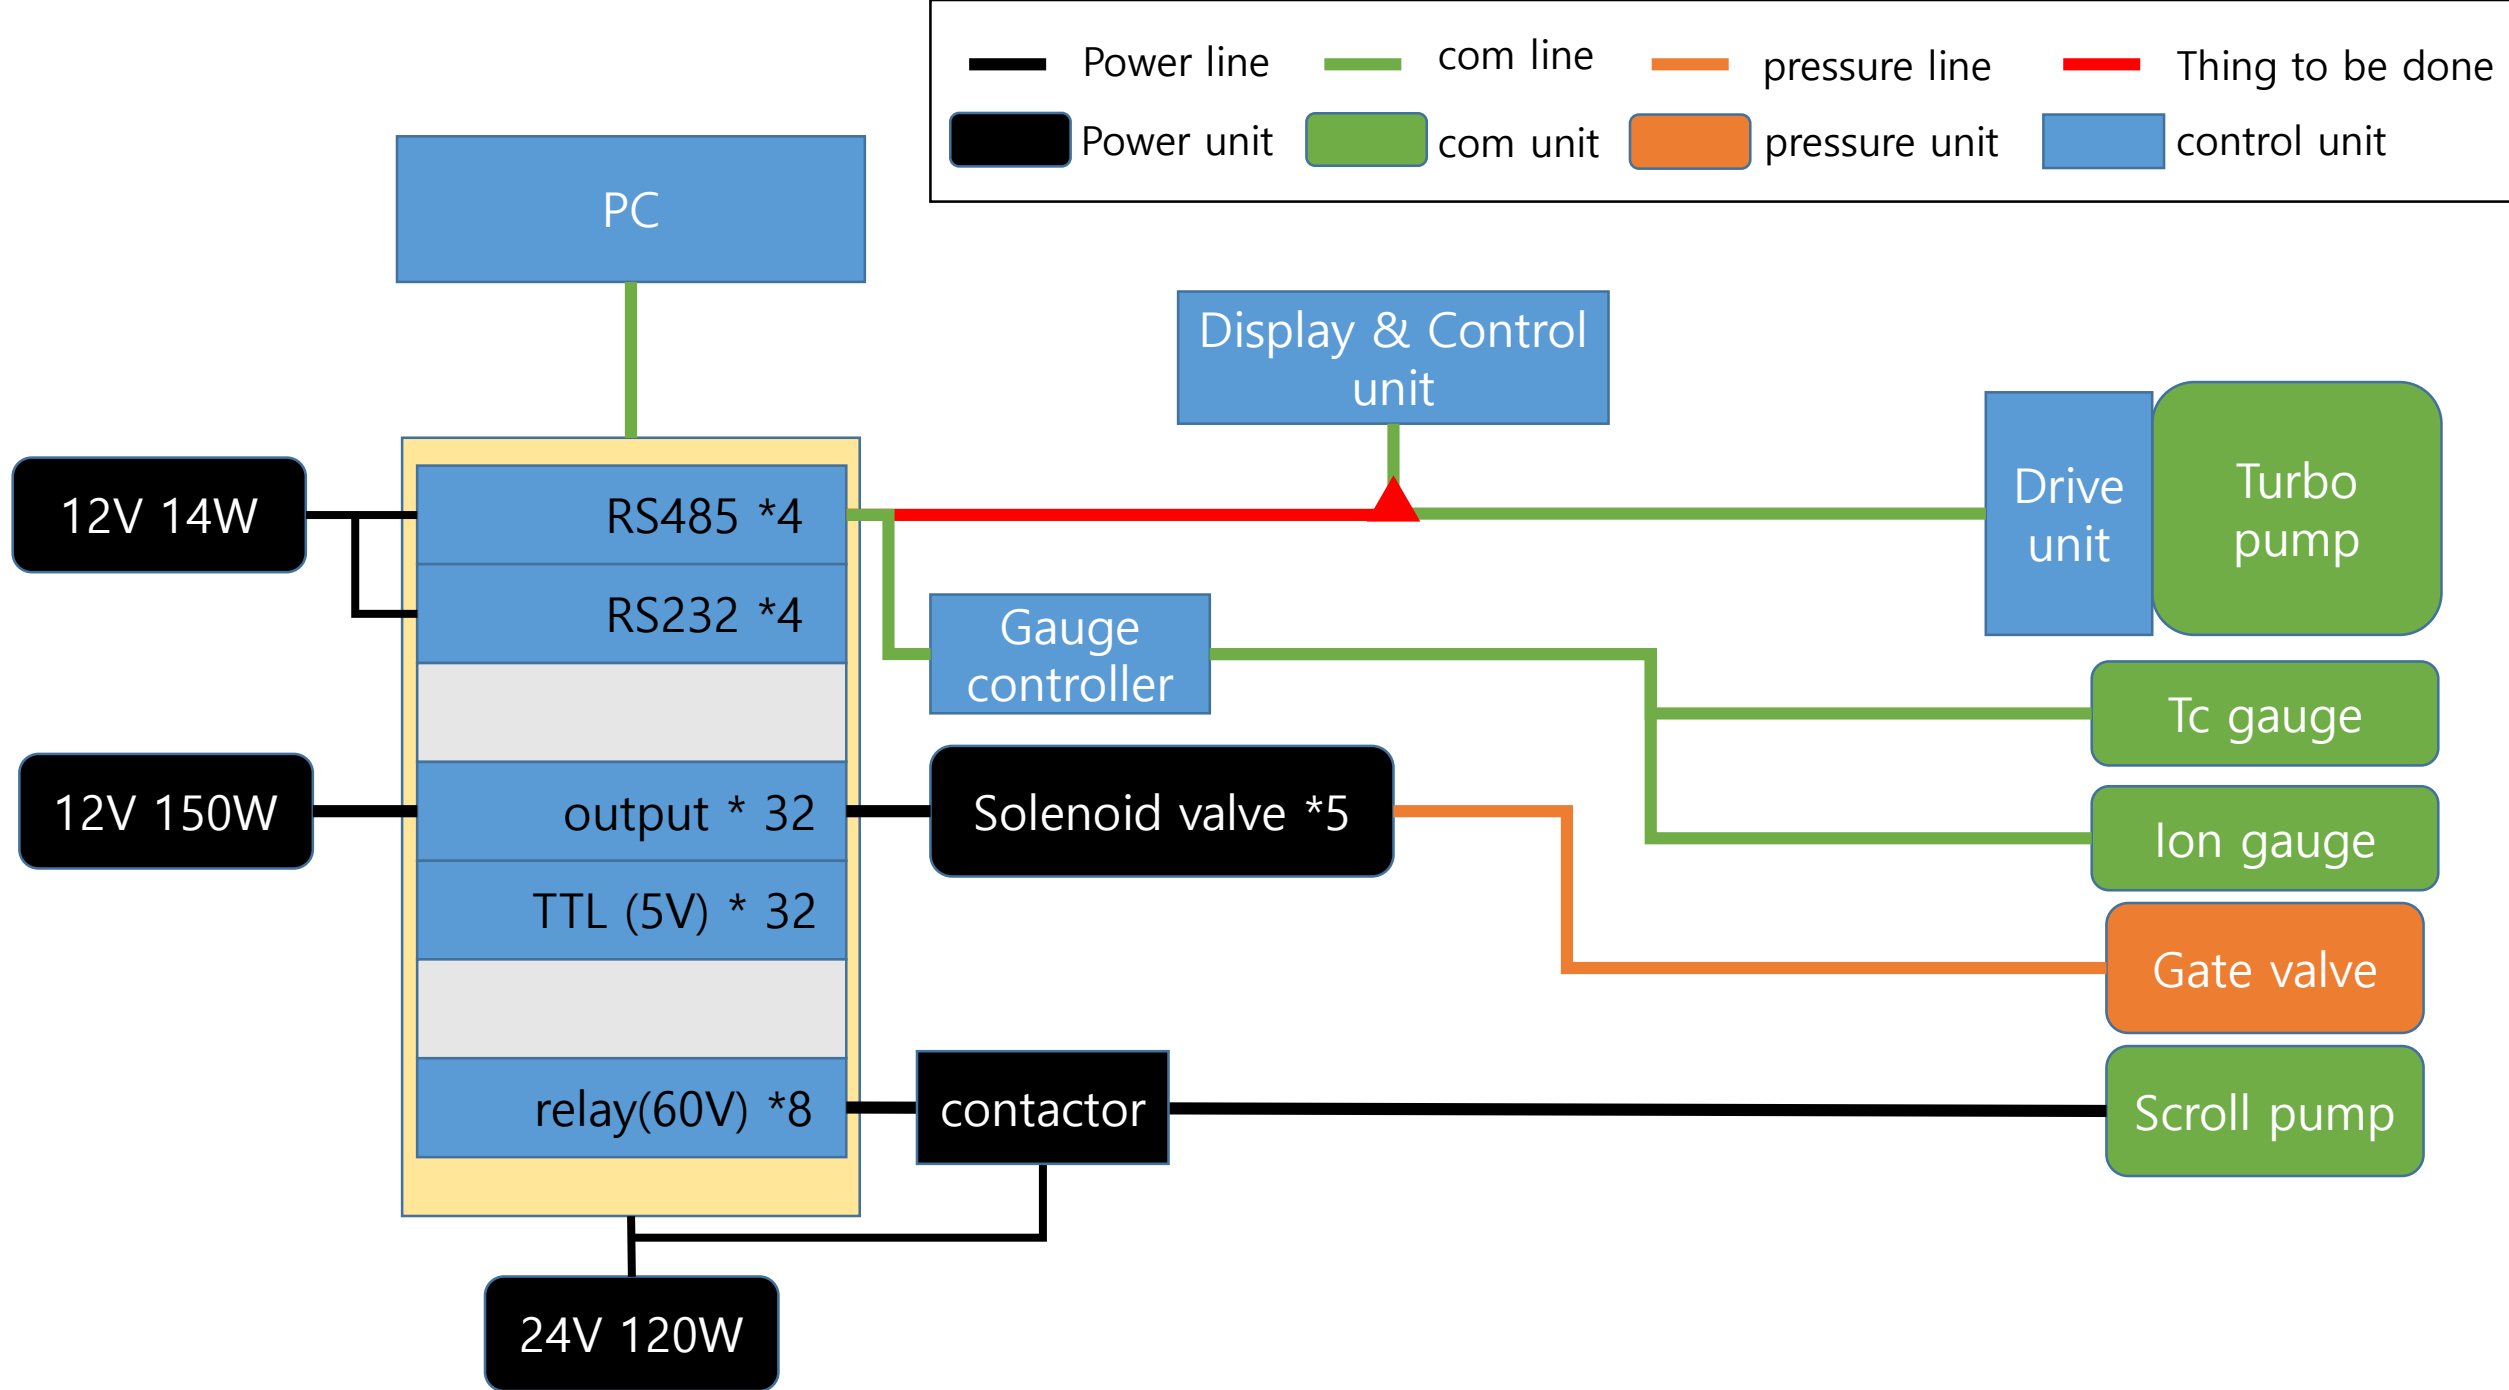 Power line
com line
pressure line
Thing to be done
Power unit
com unit
pressure unit
control unit
PC
Display & Control
unit
Drive
unit
Turbo
pump
12V 14W
RS485 *4
RS232 *4
Gauge
controller
Tc gauge
12V 150W
output * 32
Solenoid valve *5
Ion gauge
TTL (5V) * 32
Gate valve
relay(60V) *8
contactor
Scroll pump
24V 120W